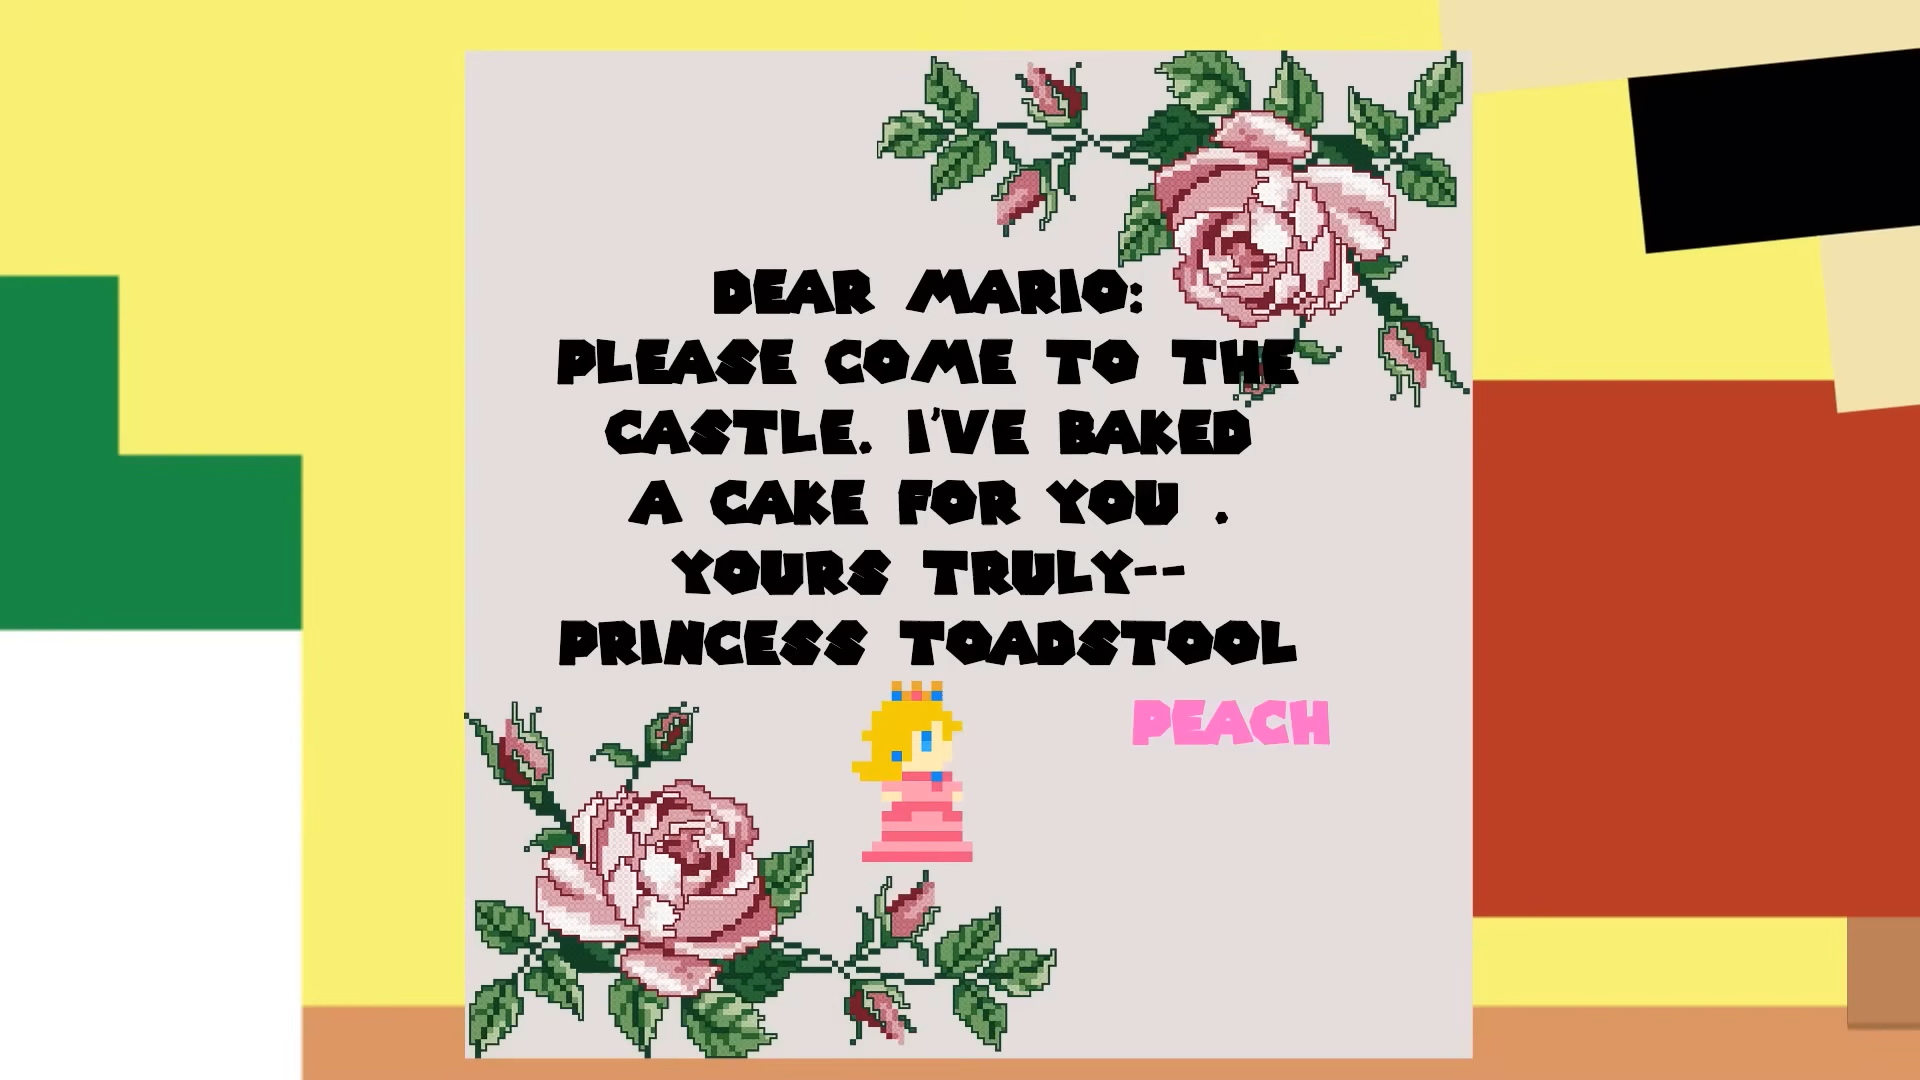 DEAR MARIO:
PLEASE COME TO THE
CASTLE. I'VE BAKED
A CAKE FOR YOU .
YOURS TRULY--
PRINCESS TOADSTOOL
PEACH